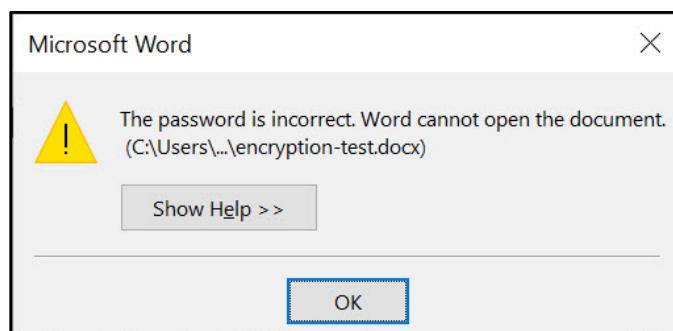 Microsoft Word
The password is incorrect. Word cannot open the document.
(C:\Users\...\encryption-test.docx)
Show Help >>
OK